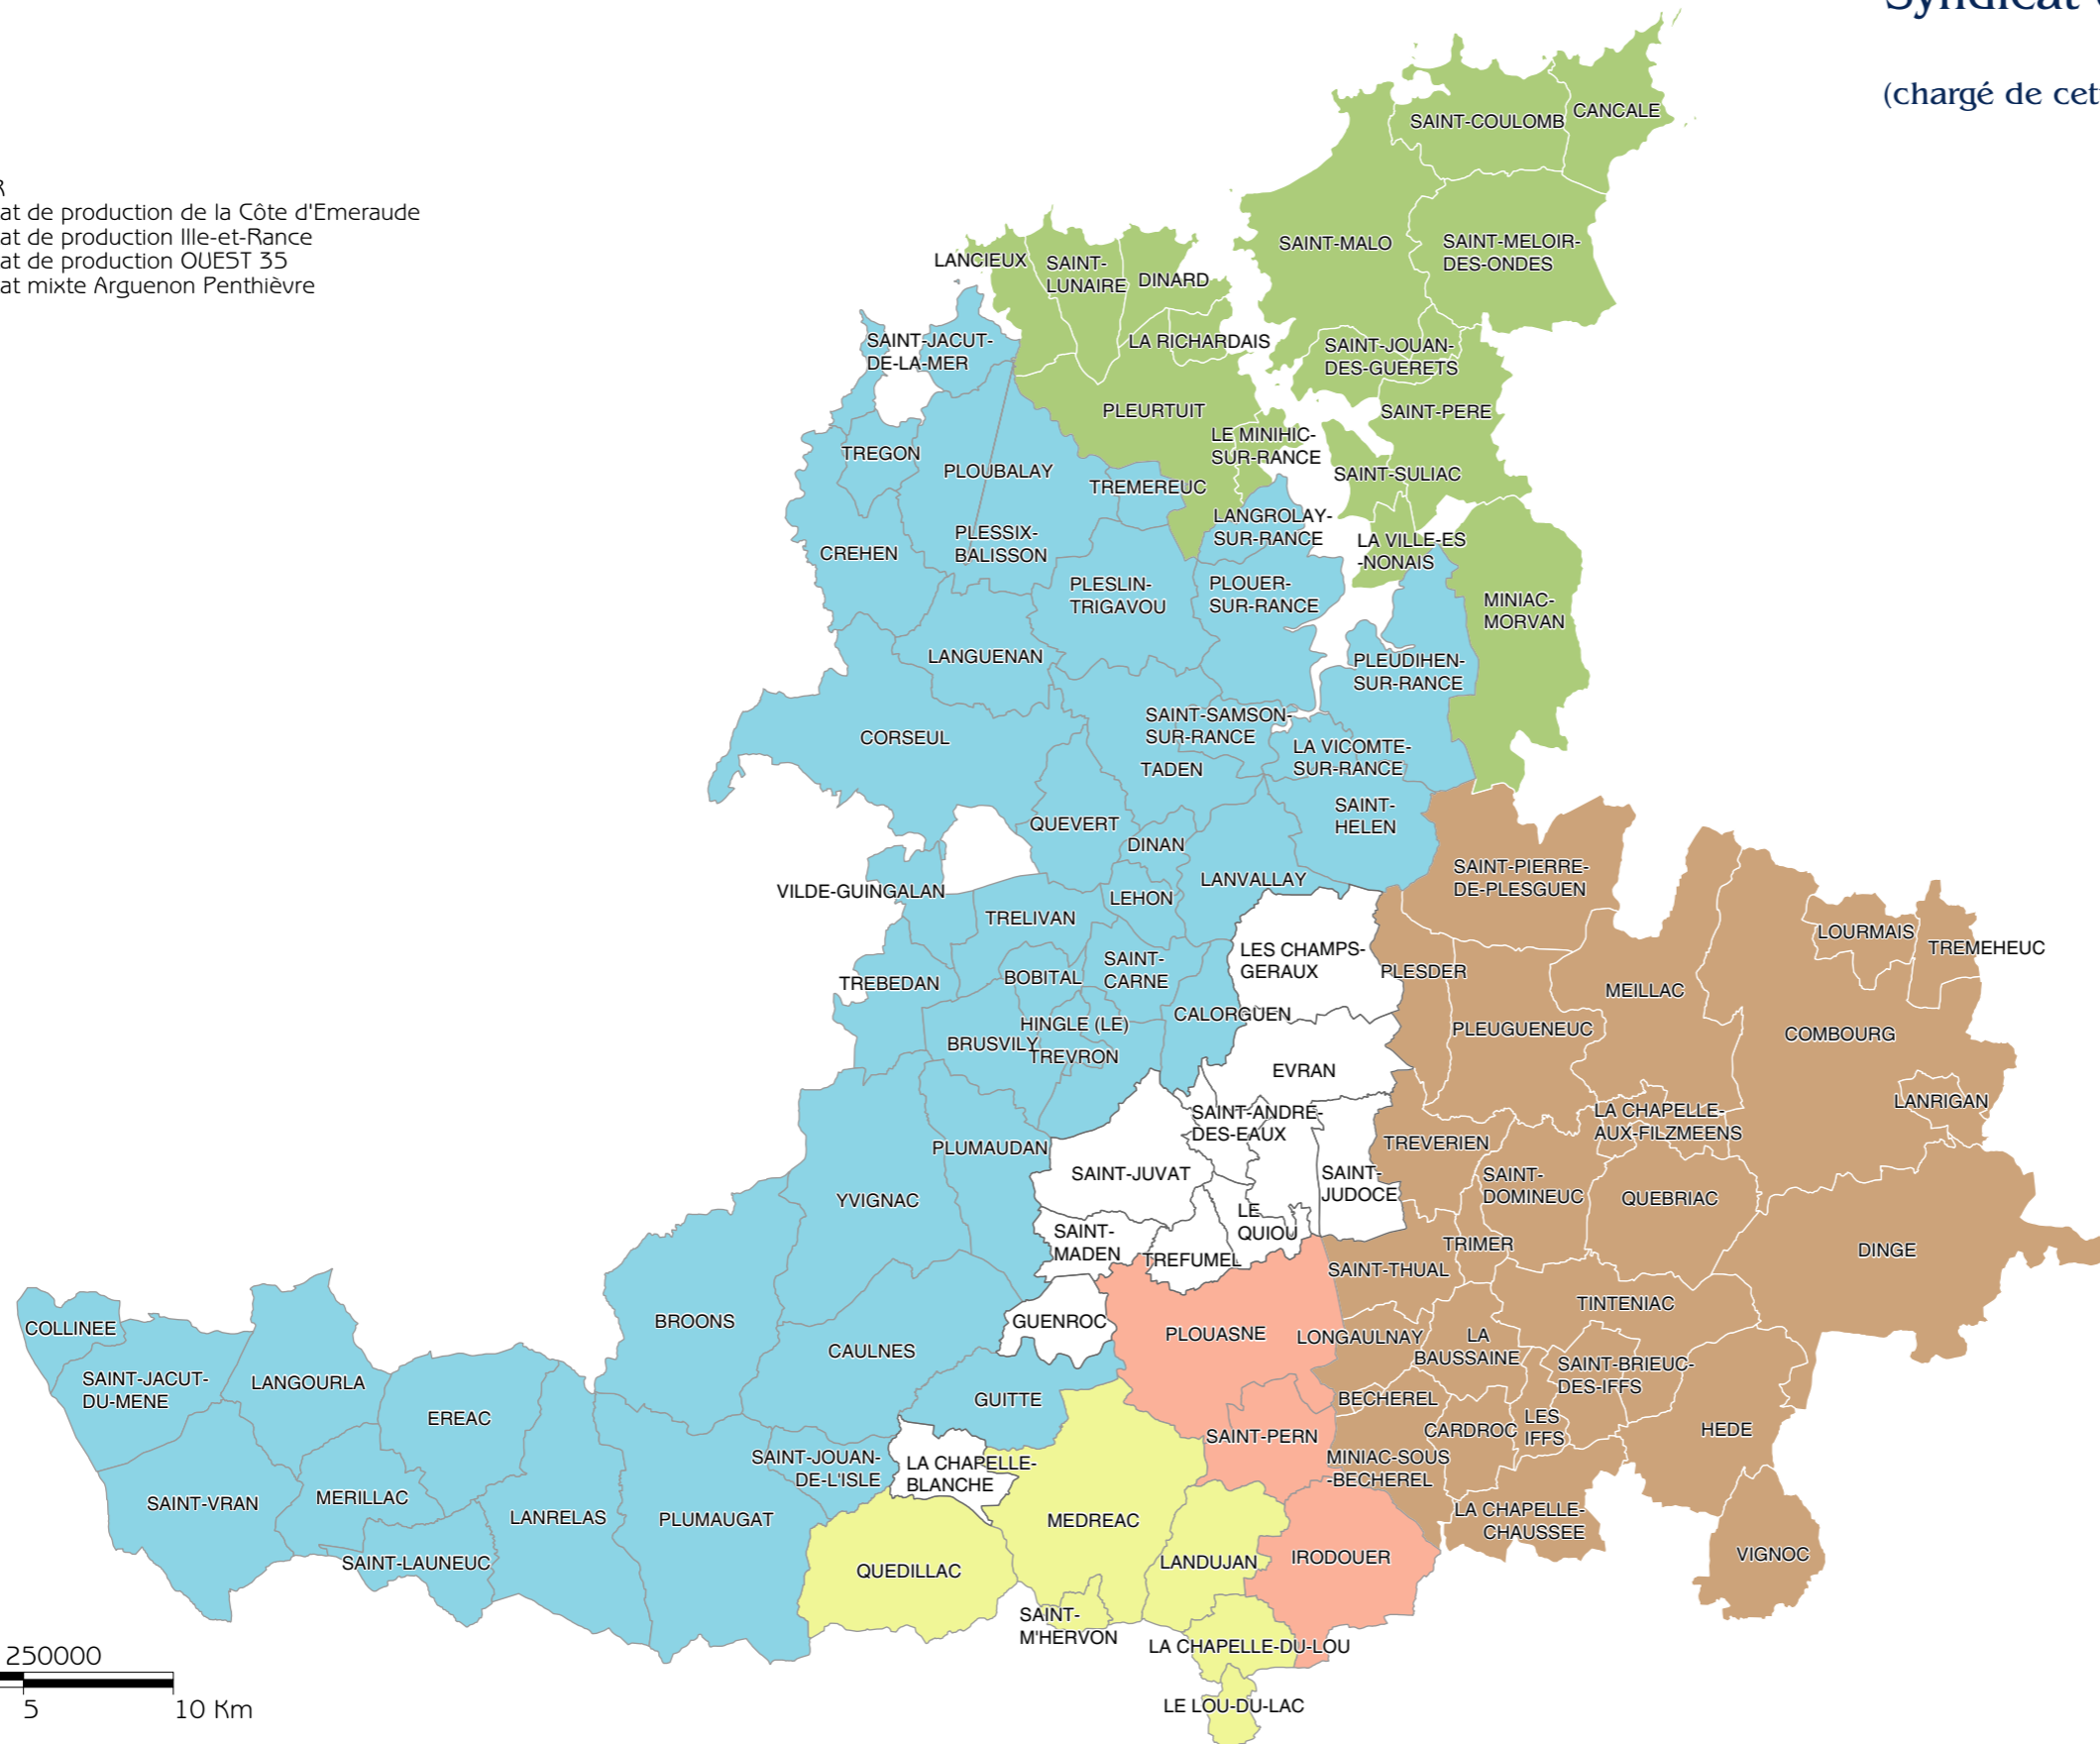 Syndicat
(chargé de cet
R
at de production de la Côte d'Emeraude
at de production Ille-et-Rance
at de production OUEST 35
at mixte Arguenon Penthièvre
CANCALE
SAINT-COULOMB
SAINT-MALO
SAINT-MELOIR-
DES-ONDES
LANCIEUX
SAINT-
LUNAIRE
DINARD
LA RICHARDAIS
SAINT-JACUT-
DE-LA-MER
SAINT-JOUAN-
DES-GUERETS
PLEURTUIT
SAINT-PERE
LE MINIHIC-
SUR-RANCE
TREGON
PLOUBALAY
TREMEREUC
SAINT-SULIAC
LANGROLAY-
SUR-RANCE
PLESSIX-
BALISSON
CREHEN
LA VILLE-ES
-NONAIS
PLESLIN-
TRIGAVOU
PLOUER-
SUR-RANCE
MINIAC-
MORVAN
LANGUENAN
PLEUDIHEN-
SUR-RANCE
CORSEUL
SAINT-SAMSON-
SUR-RANCE
TADEN
LA VICOMTE-
SUR-RANCE
SAINT-
HELEN
QUEVERT
DINAN
VILDE-GUINGALAN
LANVALLAY
LEHON
SAINT-PIERRE-
DE-PLESGUEN
TRELIVAN
LOURMAIS
TREMEHEUC
LES CHAMPS-
GERAUX
PLESDER
TREBEDAN
BOBITAL
SAINT-
CARNE
MEILLAC
CALORGUEN
HINGLE (LE)
BRUSVILY
TREVRON
PLEUGUENEUC
COMBOURG
EVRAN
LANRIGAN
SAINT-ANDRE-
DES-EAUX
LA CHAPELLE-
AUX-FILZMEENS
PLUMAUDAN
TREVERIEN
SAINT-JUVAT
SAINT-
JUDOCE
SAINT-
DOMINEUC
QUEBRIAC
YVIGNAC
LE
QUIOU
SAINT-
MADEN
TREFUMEL
TRIMER
DINGE
SAINT-THUAL
TINTENIAC
BROONS
GUENROC
PLOUASNE
LONGAULNAY
LA
BAUSSAINE
COLLINEE
CAULNES
SAINT-BRIEUC-
DES-IFFS
SAINT-JACUT-
DU-MENE
LANGOURLA
GUITTE
BECHEREL
EREAC
SAINT-PERN
CARDROC
LES
IFFS
HEDE
SAINT-JOUAN-
DE-L'ISLE
LA CHAPELLE-
BLANCHE
MINIAC-SOUS
-BECHEREL
SAINT-VRAN
MERILLAC
LANRELAS
PLUMAUGAT
MEDREAC
LA CHAPELLE-
CHAUSSEE
SAINT-LAUNEUC
QUEDILLAC
LANDUJAN
IRODOUER
VIGNOC
SAINT-
M'HERVON
LA CHAPELLE-DU-LOU
LE LOU-DU-LAC
250000
5
10 Km